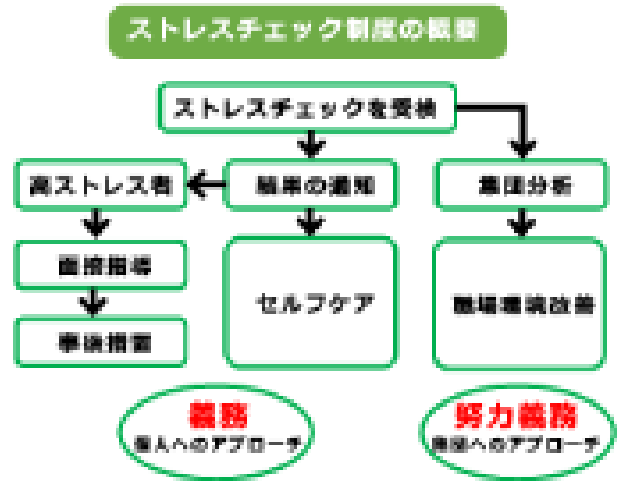 ストレスチェック制度の概要
ストレスチェックを受検
高ストレス者
結果の通知
集団分析
面接指導
セルフケア
職場環境改善
事後措置
義務
個人へのアプローチ
努力義務
集団へのアプローチ